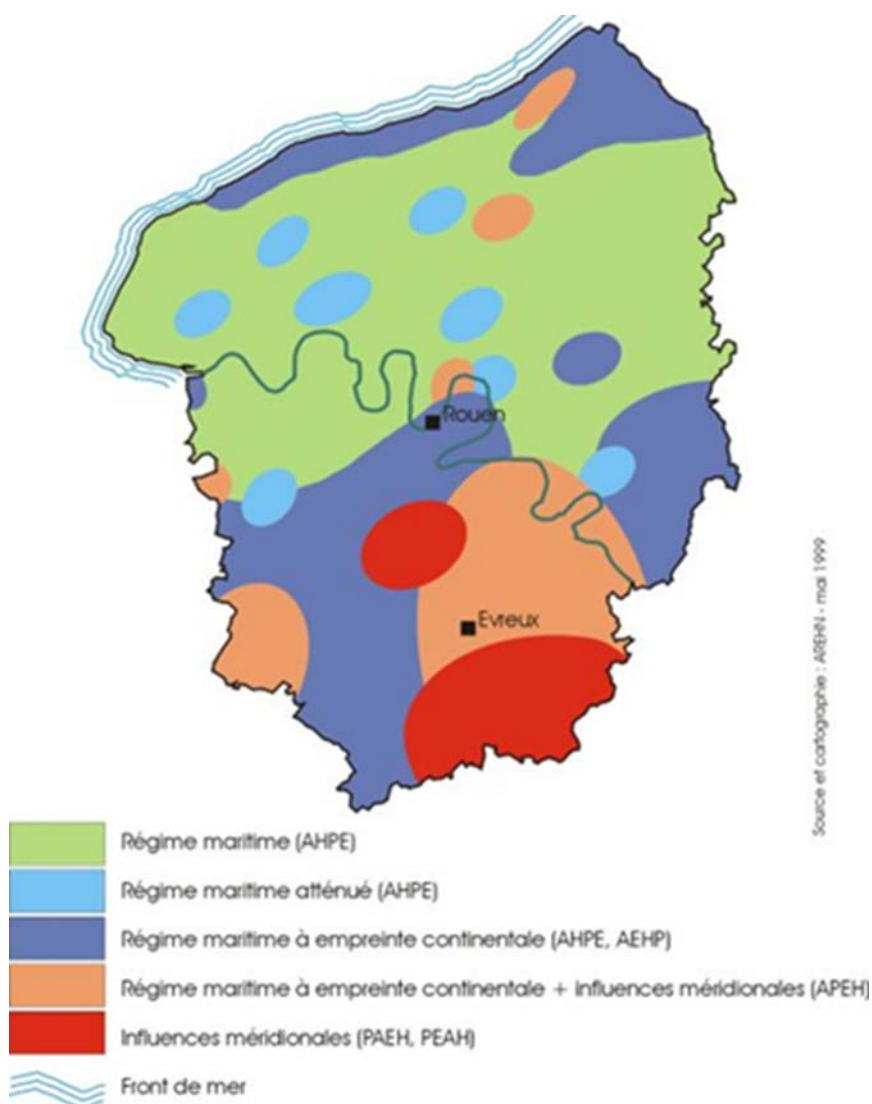 Rouen
Evreux
Source et cartographie : AREHN - mai 1999
Régime maritime (AHPE)
Régime maritime atténué (AHPE)
Régime maritime à empreinte continentale (AHPE, AEHP)
Régime maritime à empreinte continentale + influences méridionales (APEH)
Influences méridionales (PAEH, PEAH)
Front de mer